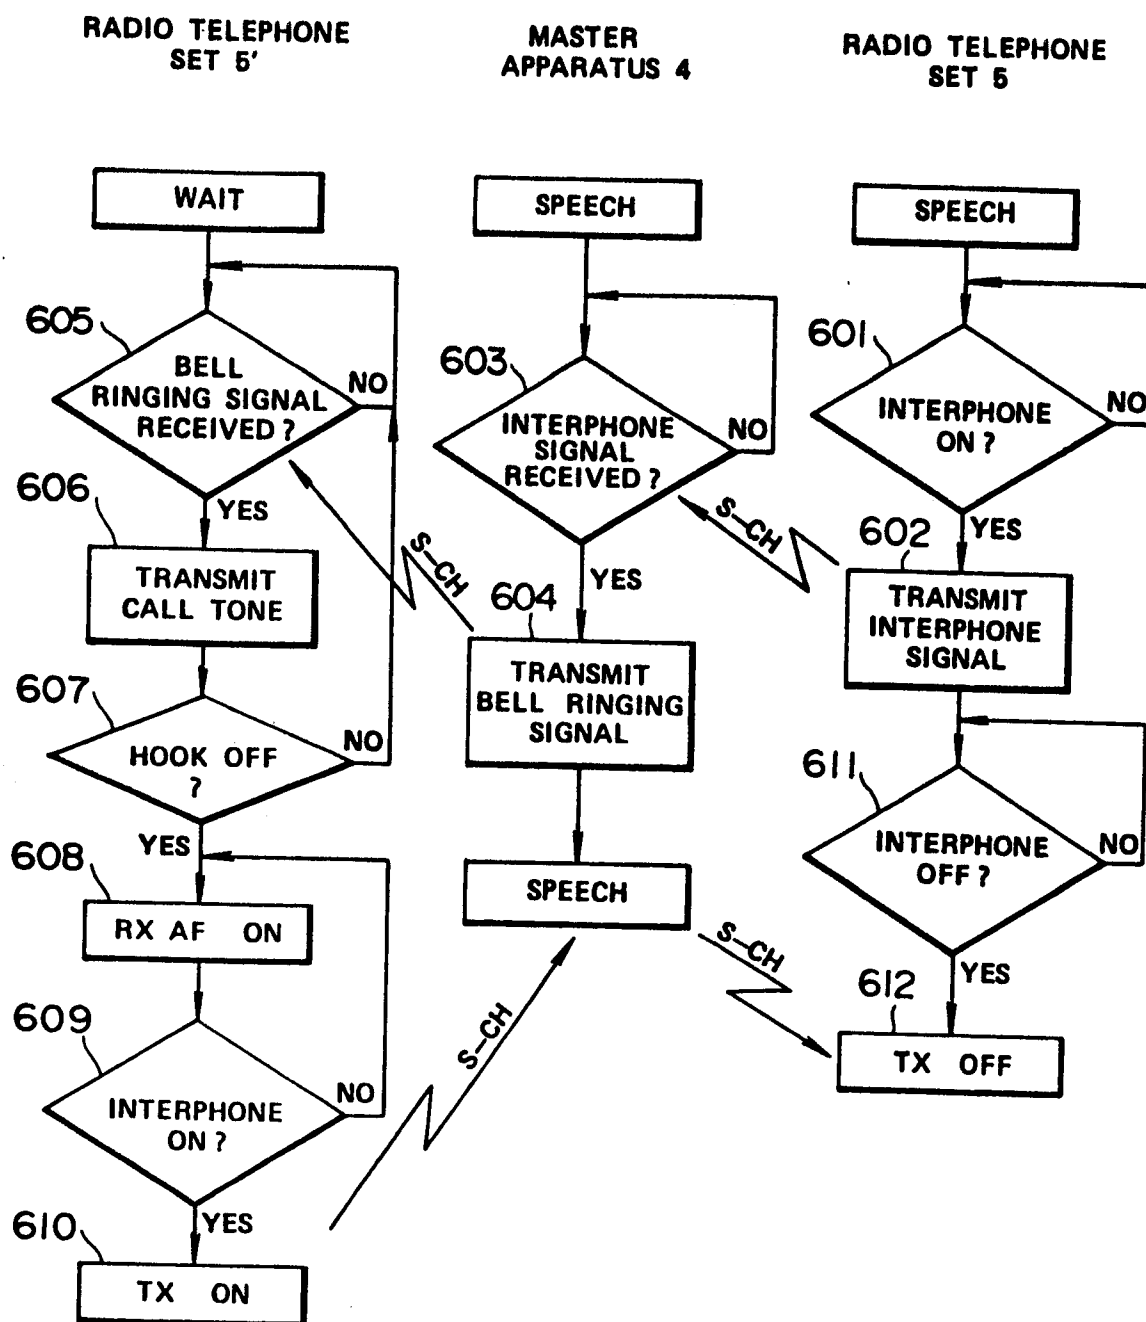 RADIO TELEPHONE
SET 5'
WAIT
605
BELL
RINGING SIGNAL
RECEIVED ?
NO
YES
606
TRANSMIT
CALL TONE
607
HOOK OFF
?
NO
YES
608
RX AF ON
609
INTERPHONE
ON ?
NO
YES
610
TX ON
MASTER
APPARATUS 4
SPEECH
603
INTERPHONE
SIGNAL
RECEIVED ?
NO
YES
S-CH
604
TRANSMIT
BELL RINGING
SIGNAL
SPEECH
S-CH
RADIO TELEPHONE
SET 5
SPEECH
601
INTERPHONE
ON ?
NO
YES
S-CH
602
TRANSMIT
INTERPHONE
SIGNAL
611
INTERPHONE
OFF ?
NO
YES
S-CH
612
TX OFF